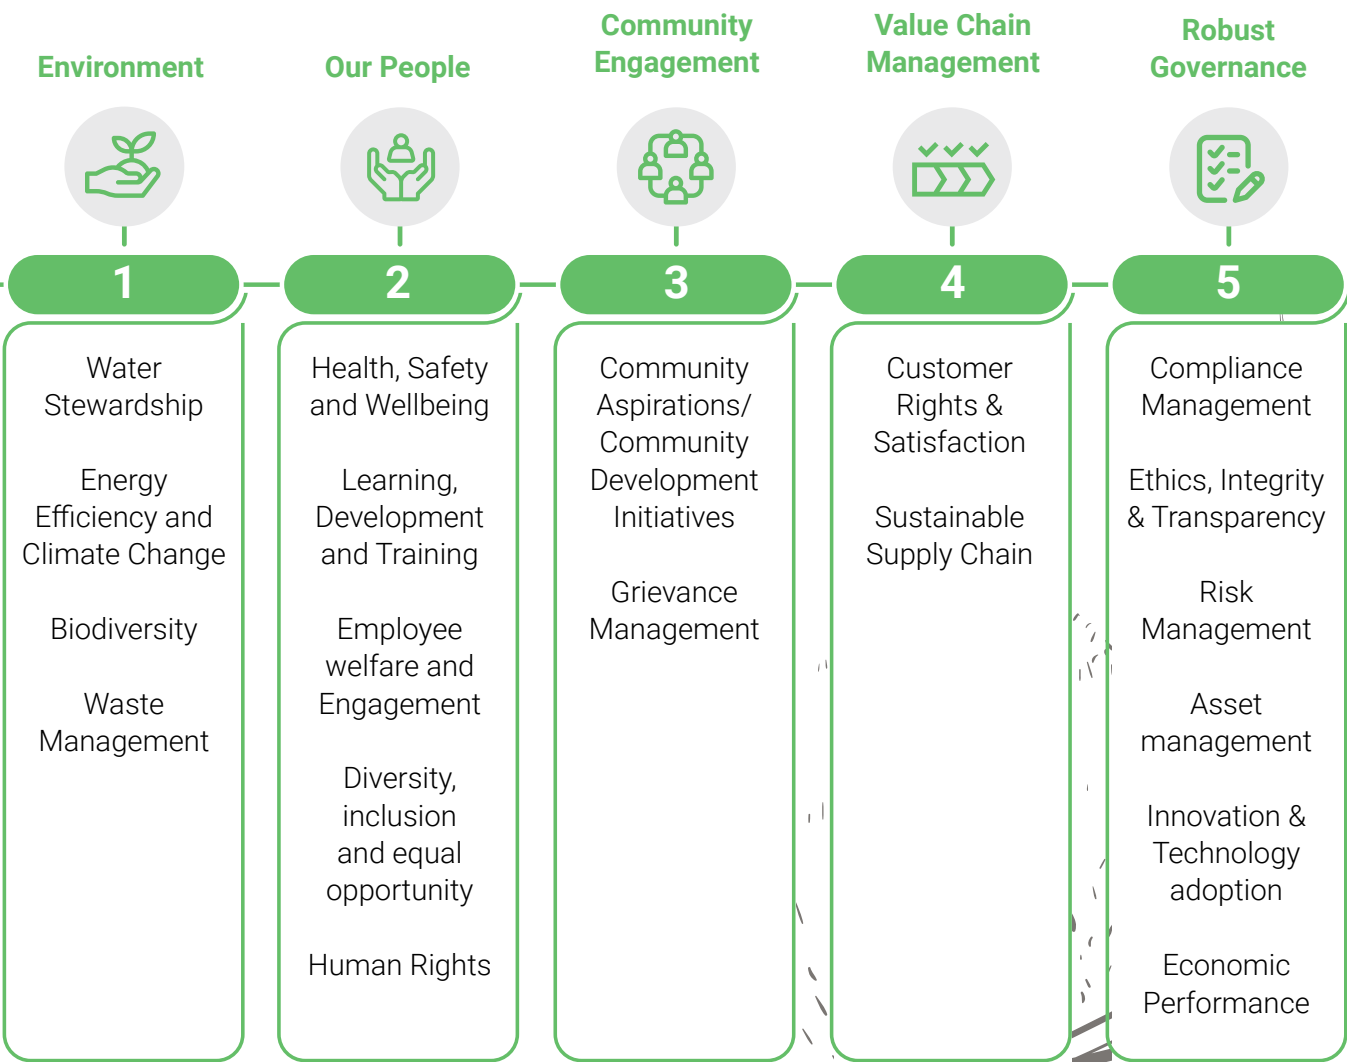 Environment
1
Water
Stewardship
Energy
Efficiency and
Climate Change
Biodiversity
Waste
Management
Our People
2
Health, Safety
and Wellbeing
Learning,
Development
and Training
Employee
welfare and
Engagement
Diversity,
inclusion
and equal
opportunity
Human Rights
Community
Engagement
3
Community
Aspirations/
Community
Development
Initiatives
Grievance
Management
Value Chain
Management
4
Customer
Rights &
Satisfaction
Sustainable
Supply Chain
Robust
Governance
5
Compliance
Management
Ethics, Integrity
& Transparency
Risk
Management
Asset
management
Innovation &
Technology
adoption
Economic
Performance